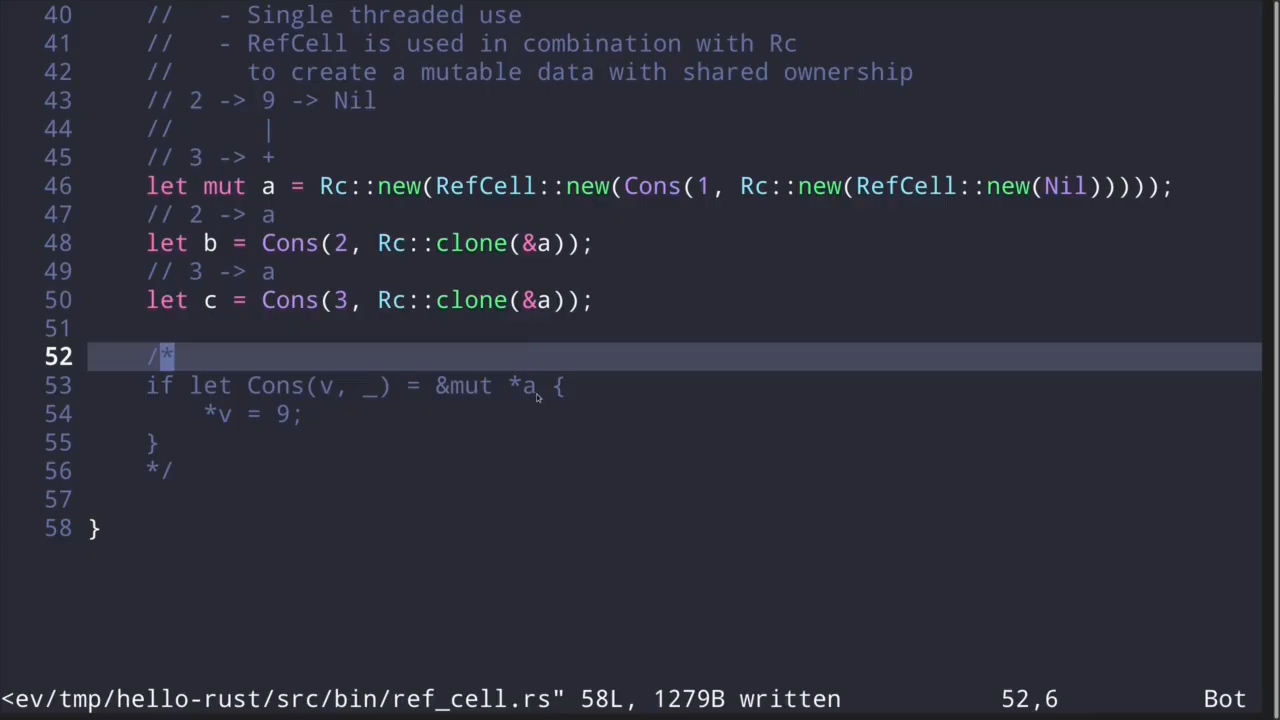 40 //   - Single threaded use
41 //   - RefCell is used in combination with Rc
42 //     to create a mutable data with shared ownership
43 // 2 -> 9 -> Nil
44 //      |
45 // 3 -> +
46 let mut a = Rc::new(RefCell::new(Cons(1, Rc::new(RefCell::new(Nil)))));
47 // 2 -> a
48 let b = Cons(2, Rc::clone(&a));
49 // 3 -> a
50 let c = Cons(3, Rc::clone(&a));
51
52 /*
53 if let Cons(v, _) = &mut *a {
54     *v = 9;
55 }
56 */
57
58 }
<ev/tmp/hello-rust/src/bin/ref_cell.rs" 58L, 1279B written 52,6 Bot